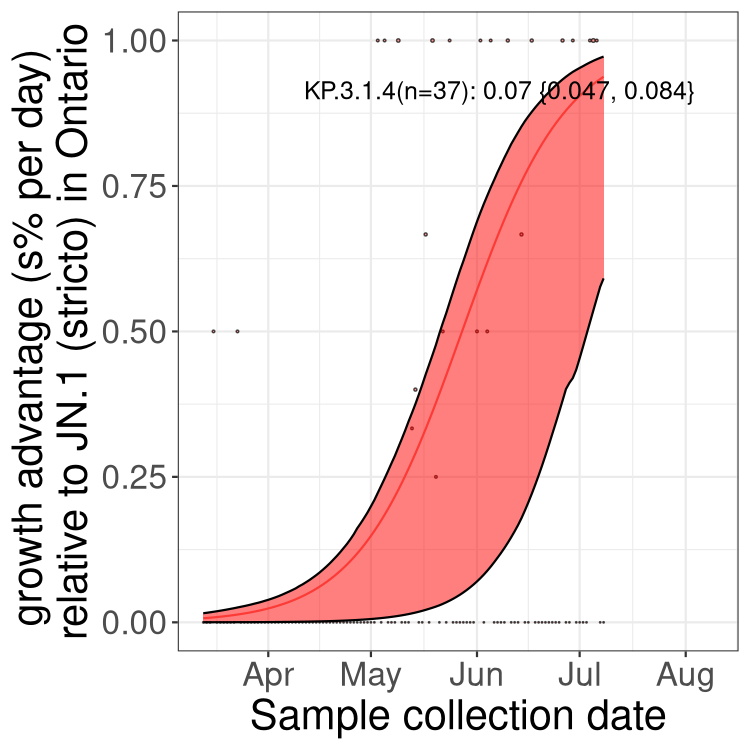 growth advantage (s% per day)
relative to JN.1 (stricto) in Ontario
1.00
0.75
0.50
0.25
0.00
KP.3.1.4(n=37): 0.07 {0.047, 0.084}
Apr May Jun Jul Aug
Sample collection date